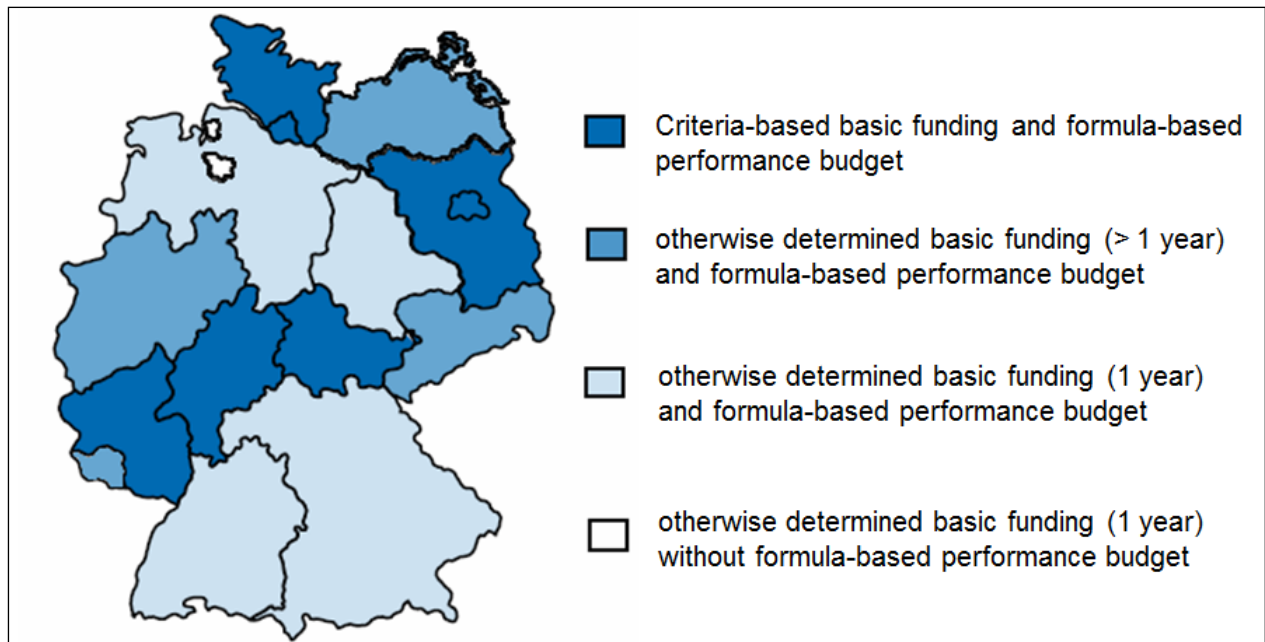 Criteria-based basic funding and formula-based
performance budget
otherwise determined basic funding (> 1 year)
and formula-based performance budget
otherwise determined basic funding (1 year)
and formula-based performance budget
otherwise determined basic funding (1 year)
without formula-based performance budget